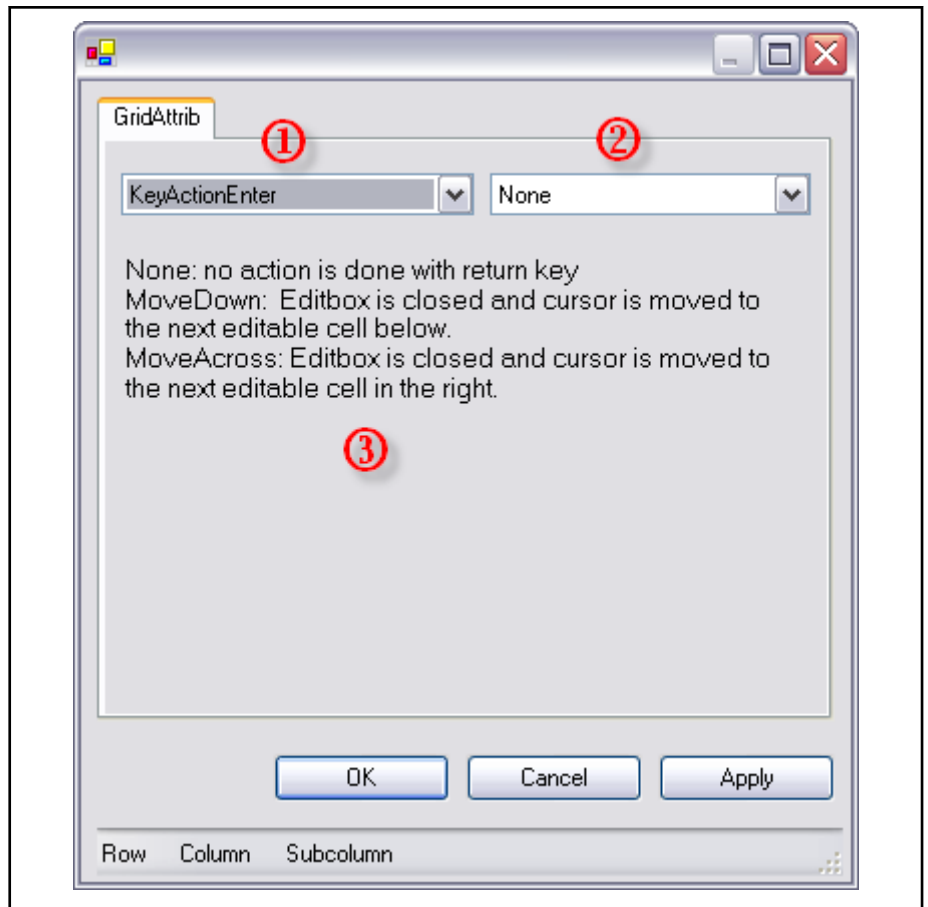 GridAttrib
① ②
KeyActionEnter None
None: no action is done with return key
MoveDown:  Editbox is closed and cursor is moved to
the next editable cell below.
MoveAcross: Editbox is closed and cursor is moved to
the next editable cell in the right.
③
OK Cancel Apply
Row Column Subcolumn